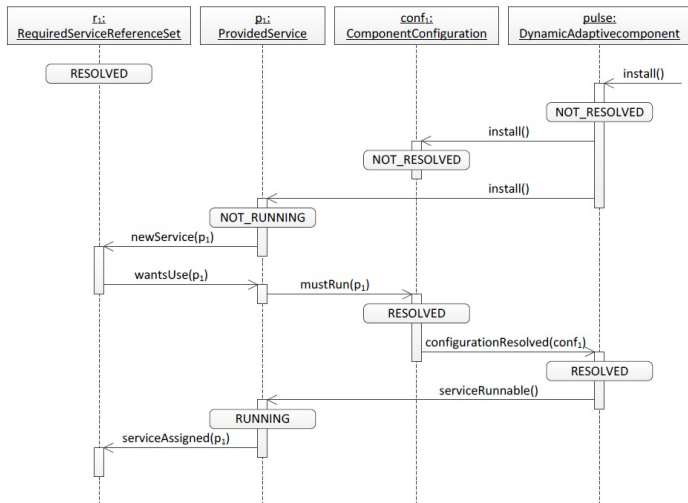 r₁:
RequiredServiceReferenceSet
p₁:
ProvidedService
conf₁:
ComponentConfiguration
pulse:
DynamicAdaptivecomponent
RESOLVED
install()
NOT_RESOLVED
install()
NOT_RESOLVED
install()
NOT_RUNNING
newService(p₁)
wantsUse(p₁)
mustRun(p₁)
RESOLVED
configurationResolved(conf₁)
RESOLVED
serviceRunnable()
RUNNING
serviceAssigned(p₁)